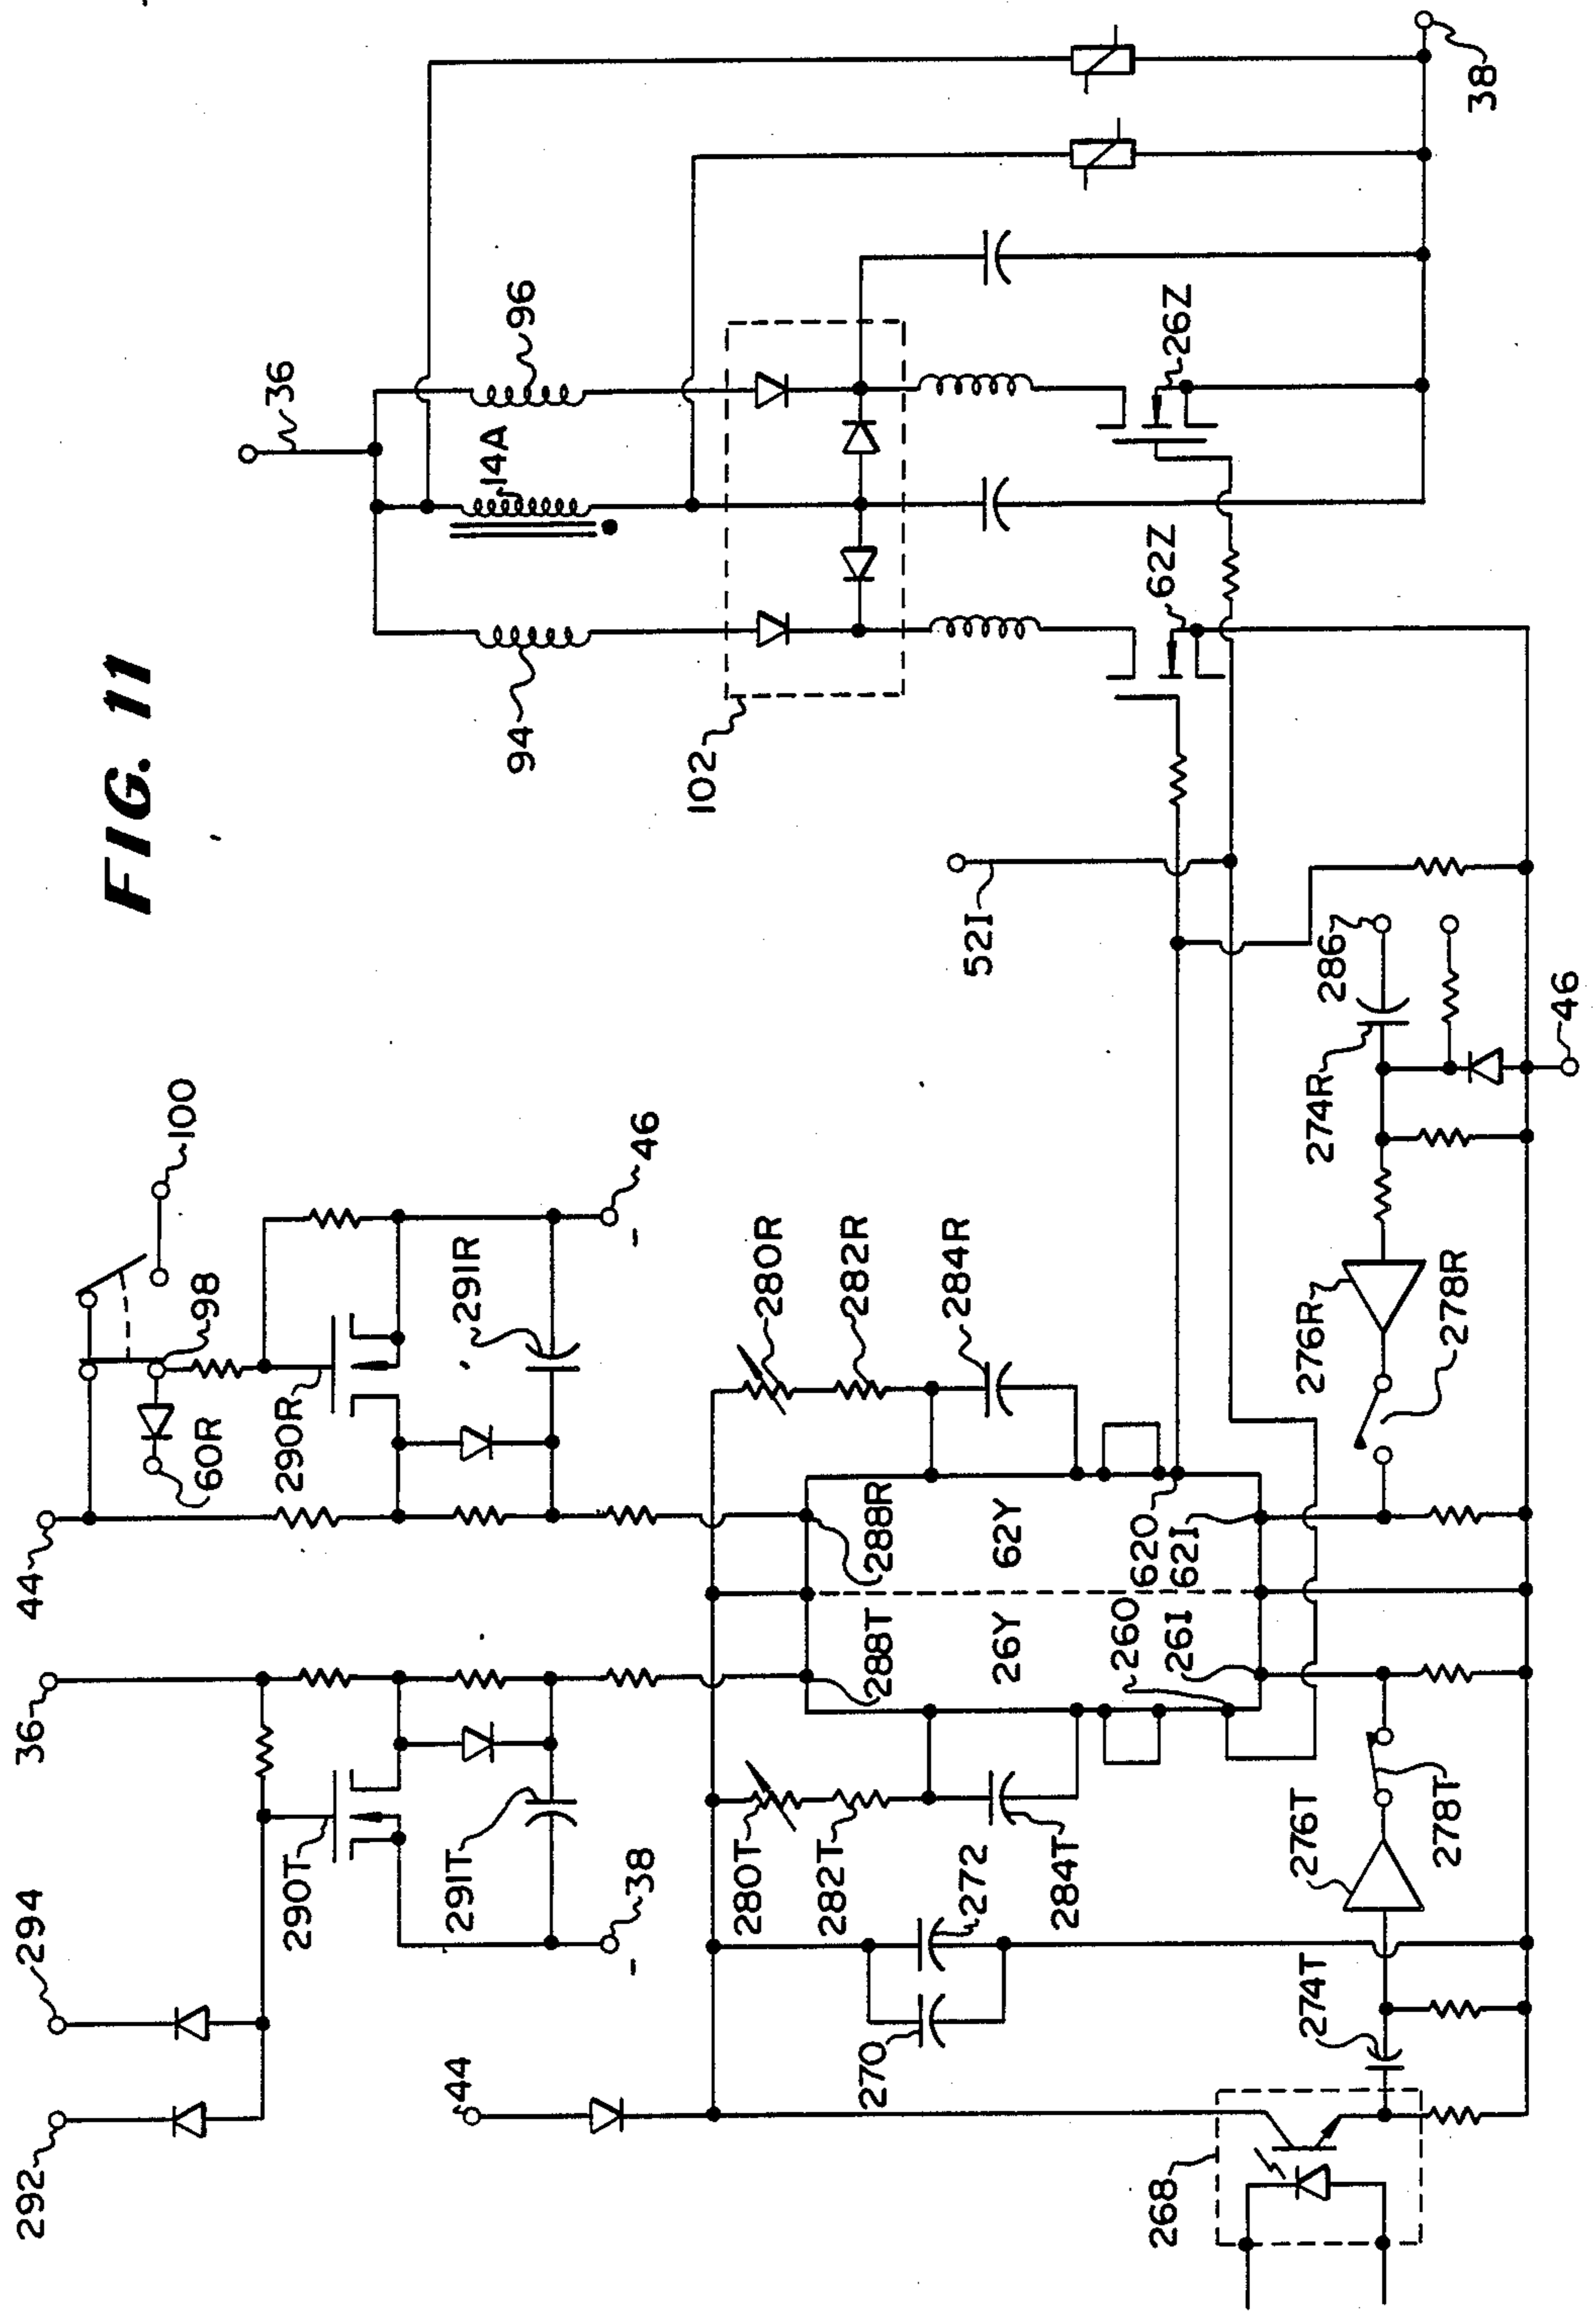 FIG. 11
292
294
36
44
60R
98
100
290T
290R
36
44
291T
291R
14A
96
94
38
-
46
-
102
280T
280R
282T
282R
270
288T
288R
272
284R
52I
26Y
62Y
284T
26O
62O
268
26I
62I
62Z
26Z
274T
276T
276R
274R
286
278T
278R
38
46